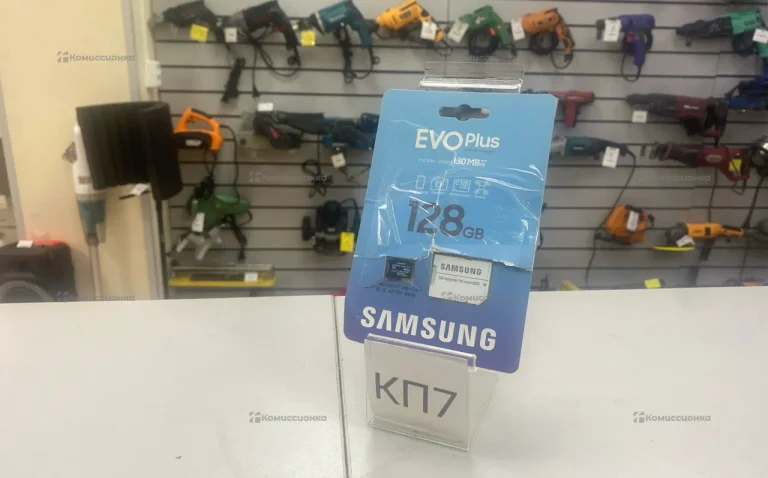 Комиссионка
EVO Plus
130 MB
128GB
SAMSUNG
SAMSUNG
КП7
Комиссионка
Комиссионка